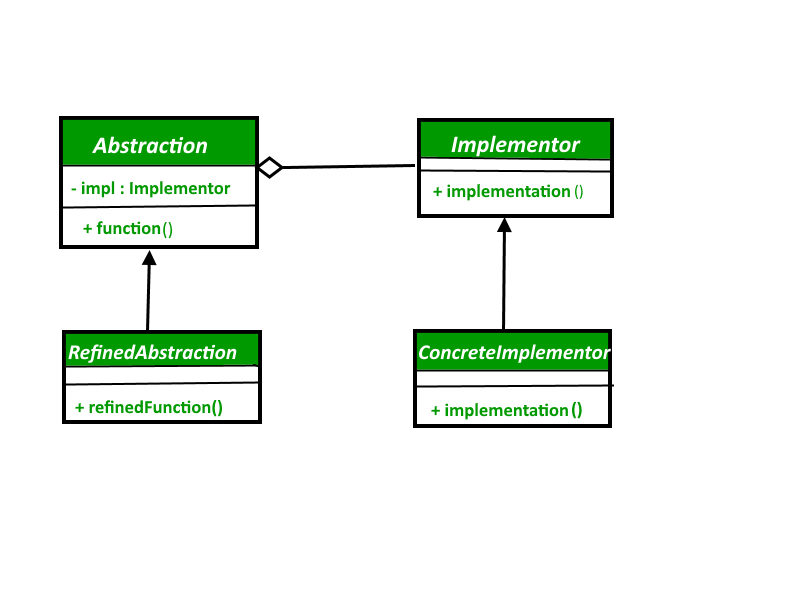 Abstraction
- impl : Implementor
+ function()
Implementor
+ implementation()
RefinedAbstraction
+ refinedFunction()
ConcreteImplementor
+ implementation()